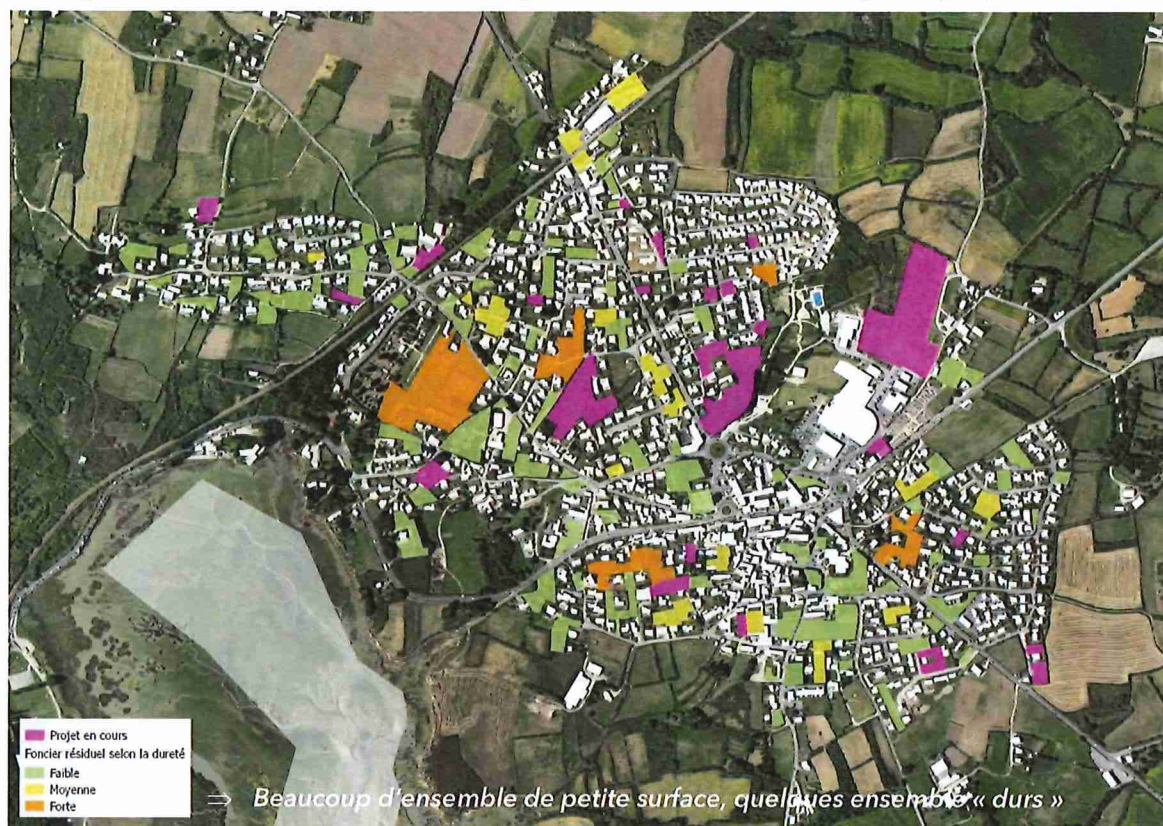 Projet en cours
Foncier résiduel selon la dureté
Faible
Moyenne
Forte
⇒ Beaucoup d'ensemble de petite surface, quelques ensemble « durs »